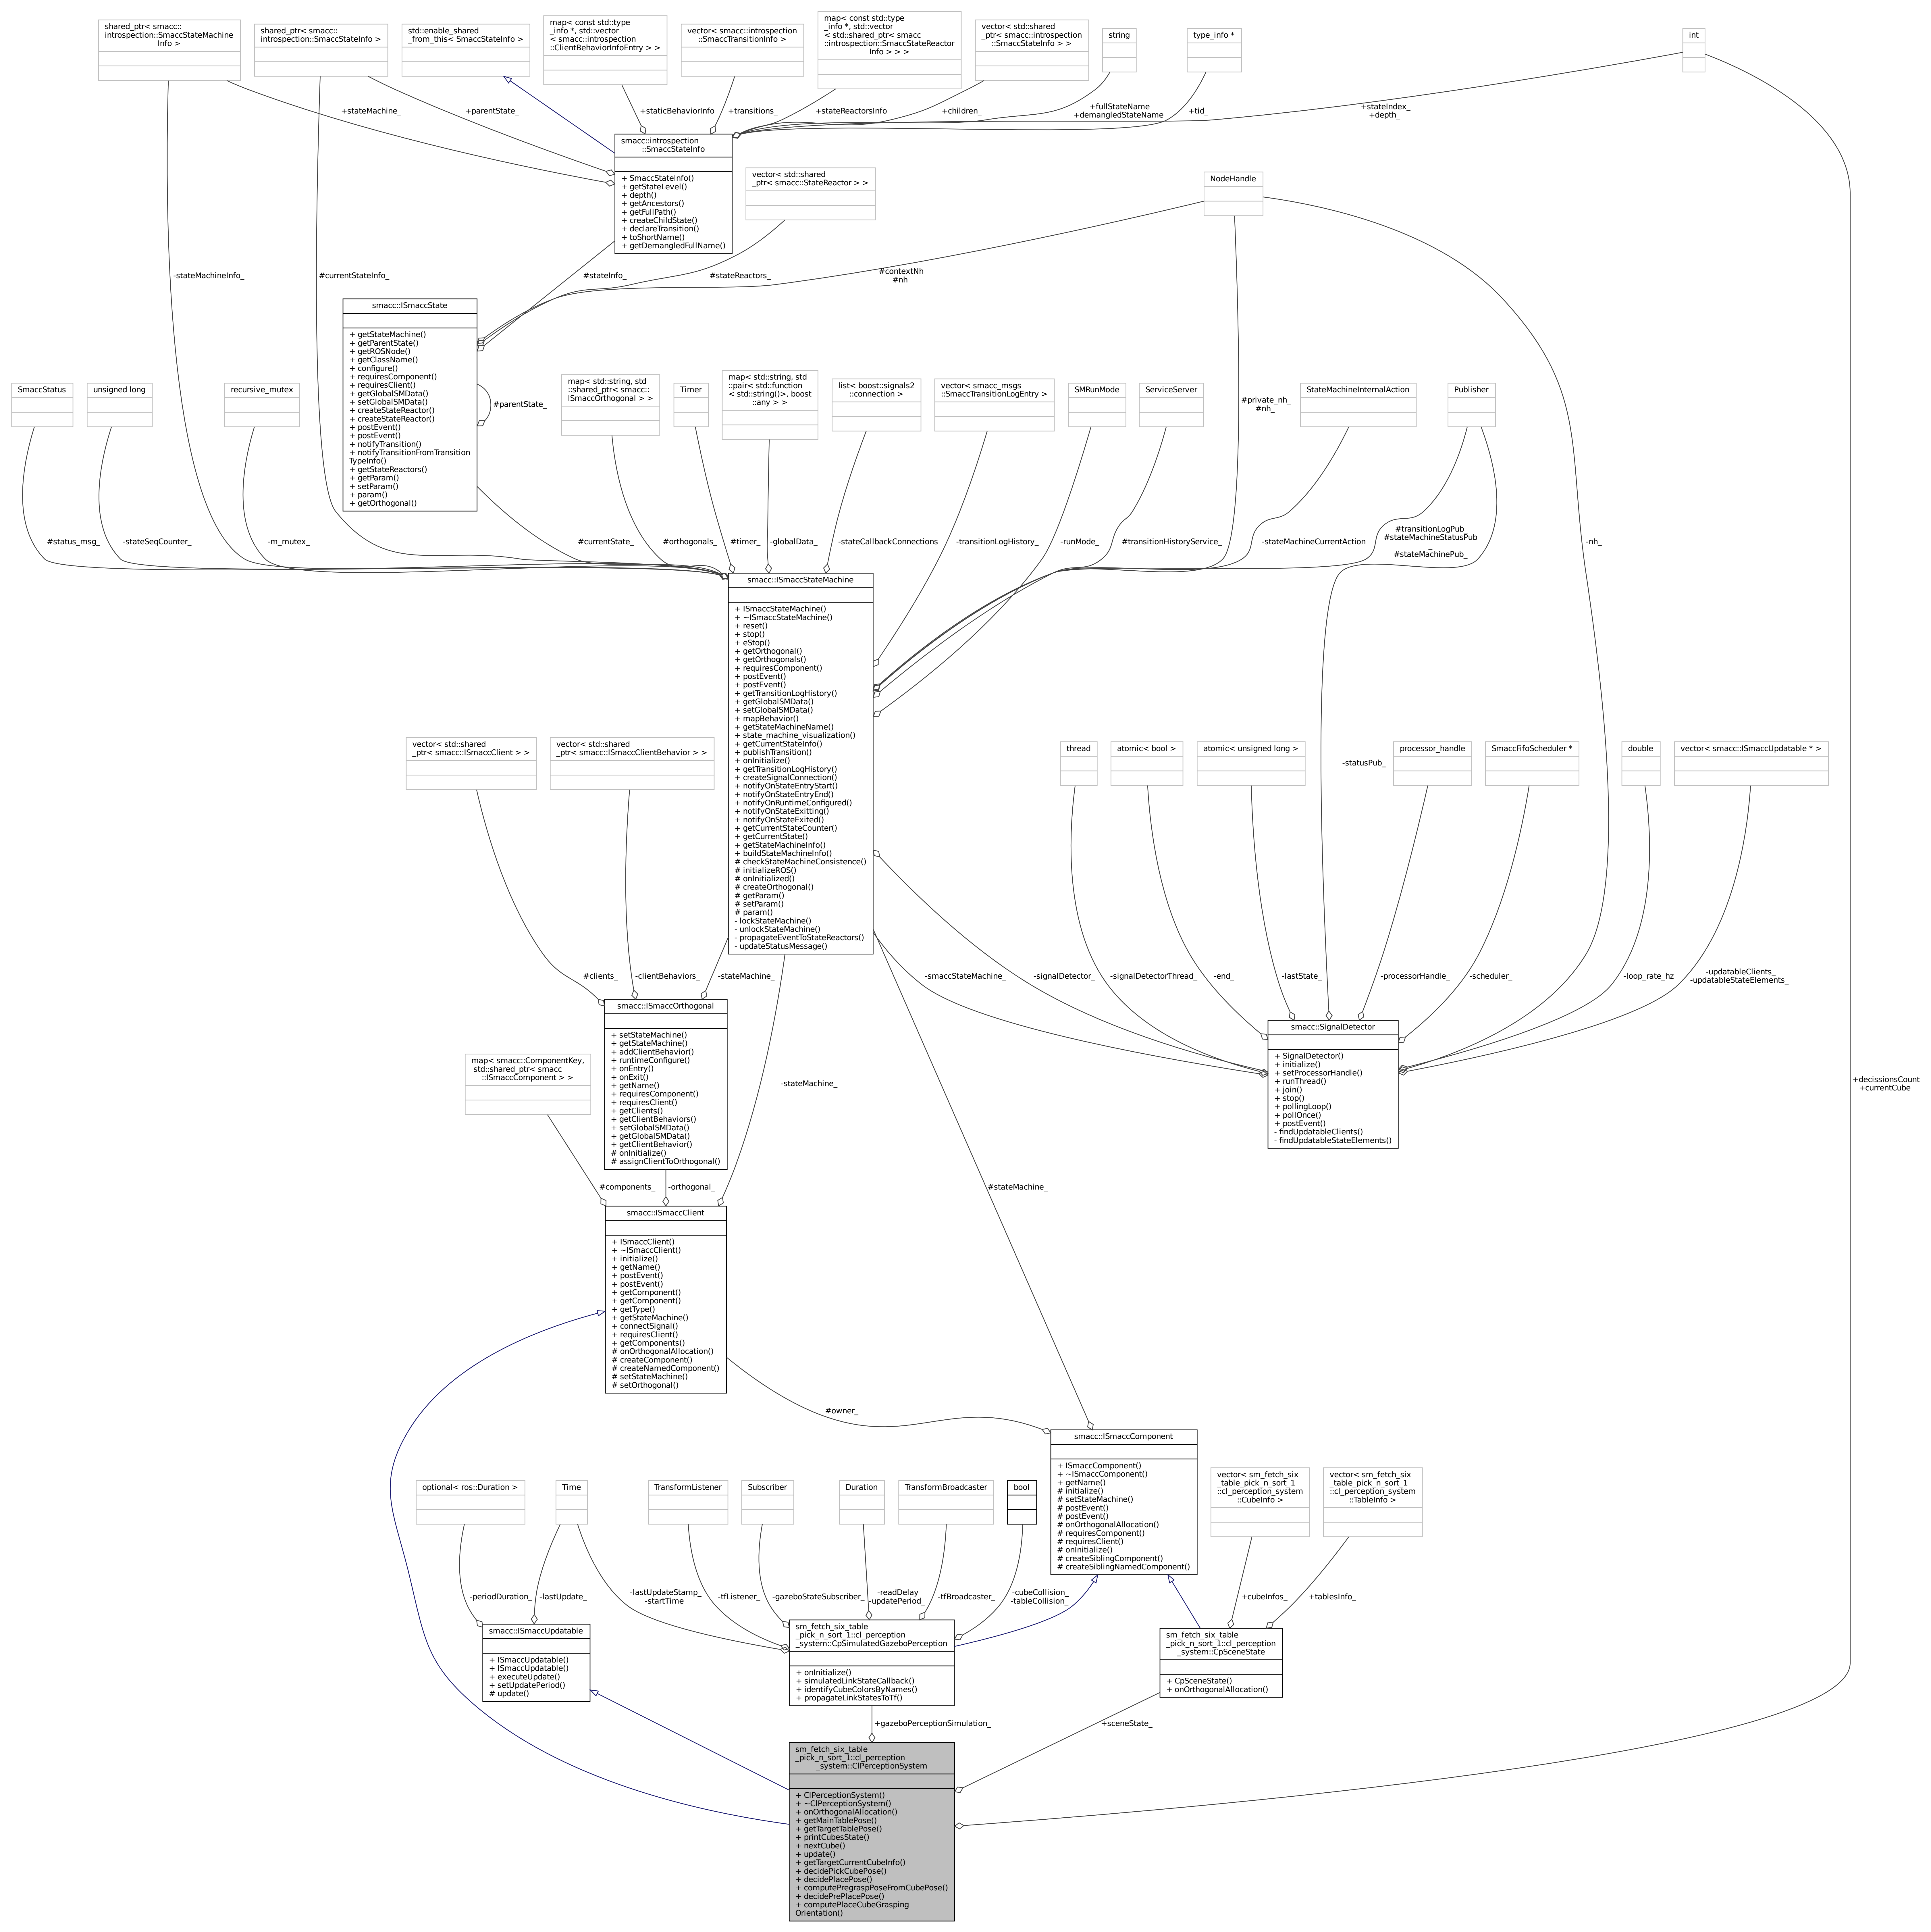 shared_ptr< smacc::
introspection::SmaccStateMachine
Info >
shared_ptr< smacc::
introspection::SmaccStateInfo >
std::enable_shared
_from_this< SmaccStateInfo >
map< const std::type
_info *, std::vector
< smacc::introspection
::ClientBehaviorInfoEntry > >
vector< smacc::introspection
::SmaccTransitionInfo >
map< const std::type
_info *, std::vector
< std::shared_ptr< smacc
::introspection::SmaccStateReactor
Info > > >
vector< std::shared
_ptr< smacc::introspection
::SmaccStateInfo > >
string
type_info *
int
+stateMachine_
+parentState_
+staticBehaviorInfo
+transitions_
+stateReactorsInfo
+children_
+fullStateName
+demangledStateName
+tid_
+stateIndex_
+depth_
smacc::introspection
::SmaccStateInfo
+ SmaccStateInfo()
+ getStateLevel()
+ depth()
+ getAncestors()
+ getFullPath()
+ createChildState()
+ declareTransition()
+ toShortName()
+ getDemangledFullName()
vector< std::shared
_ptr< smacc::StateReactor > >
NodeHandle
-stateMachineInfo_
#currentStateInfo_
#stateInfo_
#stateReactors_
#contextNh
#nh
smacc::ISmaccState
+ getStateMachine()
+ getParentState()
+ getROSNode()
+ getClassName()
+ configure()
+ requiresComponent()
+ requiresClient()
+ getGlobalSMData()
+ setGlobalSMData()
+ createStateReactor()
+ createStateReactor()
+ postEvent()
+ postEvent()
+ notifyTransition()
+ notifyTransitionFromTransition
TypeInfo()
+ getStateReactors()
+ getParam()
+ setParam()
+ param()
+ getOrthogonal()
#parentState_
SmaccStatus
unsigned long
recursive_mutex
map< std::string, std
::shared_ptr< smacc::
ISmaccOrthogonal > >
Timer
map< std::string, std
::pair< std::function
< std::string()>, boost
::any > >
list< boost::signals2
::connection >
vector< smacc_msgs
::SmaccTransitionLogEntry >
SMRunMode
ServiceServer
#private_nh_
#nh_
StateMachineInternalAction
Publisher
#status_msg_
-stateSeqCounter_
-m_mutex_
#currentState_
#orthogonals_
#timer_
-globalData_
-stateCallbackConnections
-transitionLogHistory_
-runMode_
#transitionHistoryService_
-stateMachineCurrentAction
#transitionLogPub_
#stateMachineStatusPub
_
#stateMachinePub_
-nh_
smacc::ISmaccStateMachine
+ ISmaccStateMachine()
+ ~ISmaccStateMachine()
+ reset()
+ stop()
+ eStop()
+ getOrthogonal()
+ getOrthogonals()
+ requiresComponent()
+ postEvent()
+ postEvent()
+ getTransitionLogHistory()
+ getGlobalSMData()
+ setGlobalSMData()
+ mapBehavior()
+ getStateMachineName()
+ state_machine_visualization()
+ getCurrentStateInfo()
+ publishTransition()
+ onInitialize()
+ getTransitionLogHistory()
+ createSignalConnection()
+ notifyOnStateEntryStart()
+ notifyOnStateEntryEnd()
+ notifyOnRuntimeConfigured()
+ notifyOnStateExitting()
+ notifyOnStateExited()
+ getCurrentStateCounter()
+ getCurrentState()
+ getStateMachineInfo()
+ buildStateMachineInfo()
# checkStateMachineConsistence()
# initializeROS()
# onInitialized()
# createOrthogonal()
# getParam()
# setParam()
# param()
- lockStateMachine()
- unlockStateMachine()
- propagateEventToStateReactors()
- updateStatusMessage()
vector< std::shared
_ptr< smacc::ISmaccClient > >
vector< std::shared
_ptr< smacc::ISmaccClientBehavior > >
thread
atomic< bool >
atomic< unsigned long >
-statusPub_
processor_handle
SmaccFifoScheduler *
double
vector< smacc::ISmaccUpdatable * >
#clients_
-clientBehaviors_
-stateMachine_
-smaccStateMachine_
-signalDetector_
-signalDetectorThread_
-end_
-lastState_
-processorHandle_
-scheduler_
-loop_rate_hz
-updatableClients_
-updatableStateElements_
smacc::ISmaccOrthogonal
+ setStateMachine()
+ getStateMachine()
+ addClientBehavior()
+ runtimeConfigure()
+ onEntry()
+ onExit()
+ getName()
+ requiresComponent()
+ requiresClient()
+ getClients()
+ getClientBehaviors()
+ setGlobalSMData()
+ getGlobalSMData()
+ getClientBehavior()
# onInitialize()
# assignClientToOrthogonal()
smacc::SignalDetector
+ SignalDetector()
+ initialize()
+ setProcessorHandle()
+ runThread()
+ join()
+ stop()
+ pollingLoop()
+ pollOnce()
+ postEvent()
- findUpdatableClients()
- findUpdatableStateElements()
map< smacc::ComponentKey,
std::shared_ptr< smacc
::ISmaccComponent > >
-stateMachine_
+decissionsCount
+currentCube
#components_
-orthogonal_
#stateMachine_
smacc::ISmaccClient
+ ISmaccClient()
+ ~ISmaccClient()
+ initialize()
+ getName()
+ postEvent()
+ postEvent()
+ getComponent()
+ getComponent()
+ getType()
+ getStateMachine()
+ connectSignal()
+ requiresClient()
+ getComponents()
# onOrthogonalAllocation()
# createComponent()
# createNamedComponent()
# setStateMachine()
# setOrthogonal()
#owner_
smacc::ISmaccComponent
+ ISmaccComponent()
+ ~ISmaccComponent()
+ getName()
# initialize()
# setStateMachine()
# postEvent()
# postEvent()
# onOrthogonalAllocation()
# requiresComponent()
# requiresClient()
# onInitialize()
# createSiblingComponent()
# createSiblingNamedComponent()
optional< ros::Duration >
Time
TransformListener
Subscriber
Duration
TransformBroadcaster
bool
vector< sm_fetch_six
_table_pick_n_sort_1
::cl_perception_system
::CubeInfo >
vector< sm_fetch_six
_table_pick_n_sort_1
::cl_perception_system
::TableInfo >
-periodDuration_
-lastUpdate_
-lastUpdateStamp_
-startTime
-tfListener_
-gazeboStateSubscriber_
-readDelay
-updatePeriod_
-tfBroadcaster_
-cubeCollision_
-tableCollision_
+cubeInfos_
+tablesInfo_
smacc::ISmaccUpdatable
+ ISmaccUpdatable()
+ ISmaccUpdatable()
+ executeUpdate()
+ setUpdatePeriod()
# update()
sm_fetch_six_table
_pick_n_sort_1::cl_perception
_system::CpSimulatedGazeboPerception
+ onInitialize()
+ simulatedLinkStateCallback()
+ identifyCubeColorsByNames()
+ propagateLinkStatesToTf()
sm_fetch_six_table
_pick_n_sort_1::cl_perception
_system::CpSceneState
+ CpSceneState()
+ onOrthogonalAllocation()
+gazeboPerceptionSimulation_
+sceneState_
sm_fetch_six_table
_pick_n_sort_1::cl_perception
_system::ClPerceptionSystem
+ ClPerceptionSystem()
+ ~ClPerceptionSystem()
+ onOrthogonalAllocation()
+ getMainTablePose()
+ getTargetTablePose()
+ printCubesState()
+ nextCube()
+ update()
+ getTargetCurrentCubeInfo()
+ decidePickCubePose()
+ decidePlacePose()
+ computePregraspPoseFromCubePose()
+ decidePrePlacePose()
+ computePlaceCubeGrasping
Orientation()